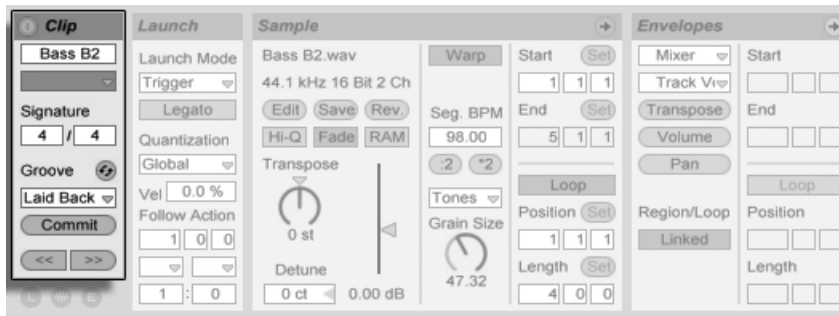 Clip
Bass B2
Signature
4 / 4
Groove
Laid Back
Commit
<< >>
L E
Launch
Launch Mode
Trigger
Legato
Quantization
Global
Vel 0.0 %
Follow Action
1 0 0
1 : 0
Sample
Bass B2.wav
44.1 kHz 16 Bit 2 Ch
Edit Save Rev.
Hi-Q Fade RAM
Transpose
0 st
Detune
0 ct 0.00 dB
Warp
Seg. BPM
98.00
:2 *2
Tones
Grain Size
47.32
Start Set
1 1 1
End Set
5 1 1
Loop
Position Set
1 1 1
Length Set
4 0 0
Envelopes
Mixer
Track V
Transpose
Volume
Pan
Region/Loop
Linked
Start
End
Loop
Position
Length